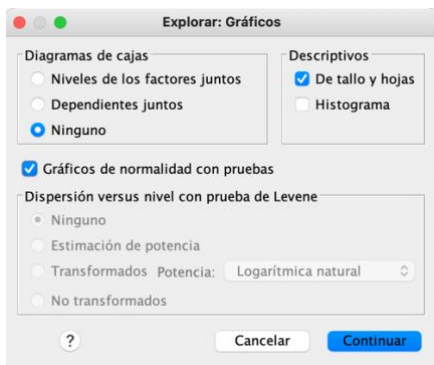 Explorar: Gráficos
Diagramas de cajas
Niveles de los factores juntos
Dependientes juntos
Ninguno
Descriptivos
De tallo y hojas
Histograma
Gráficos de normalidad con pruebas
Dispersión versus nivel con prueba de Levene
Ninguno
Estimación de potencia
Transformados Potencia: Logarítmica natural
No transformados
? Cancelar Continuar